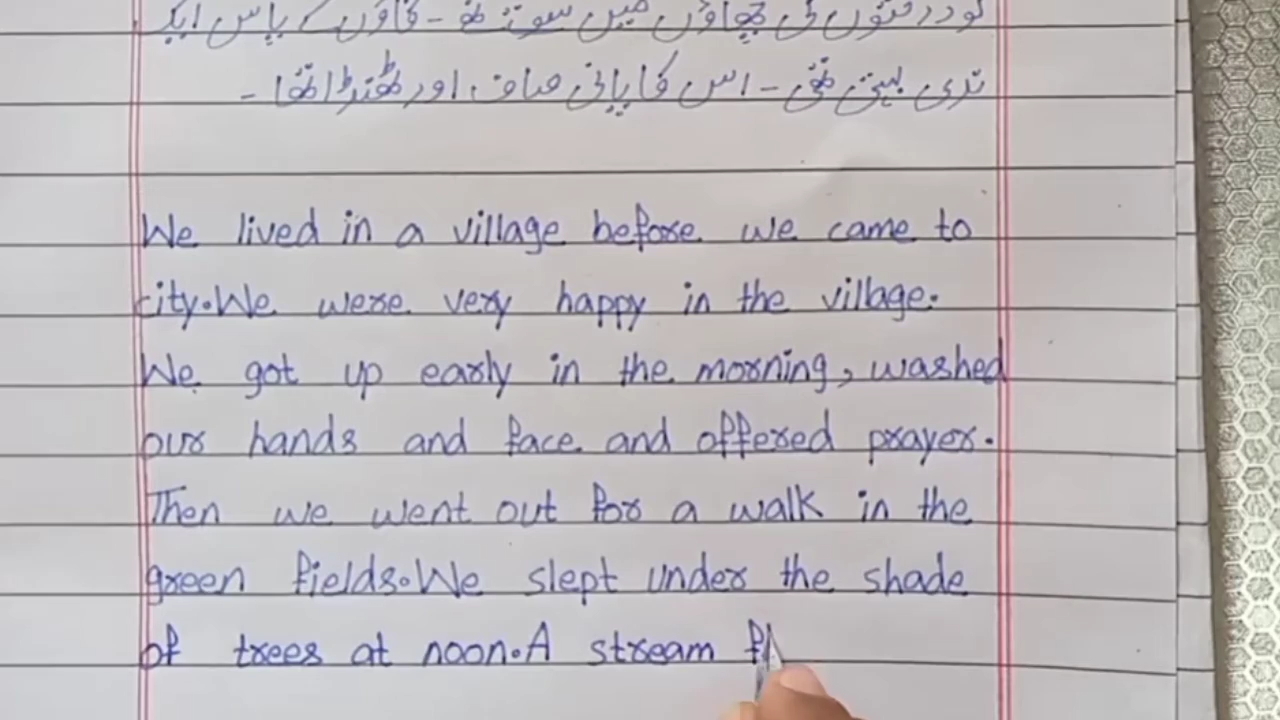 کو درختوں کی چھاؤں میں سوتے تھے - گاؤں کے پاس ایک
ندی بہتی تھی - اس کا پانی صاف اور ٹھنڈا تھا -
We lived in a village before we came to
city.We were very happy in the village.
We got up early in the morning, washed
our hands and face and offered prayer.
Then we went out for a walk in the
green fields.We slept under the shade
of trees at noon.A stream fl